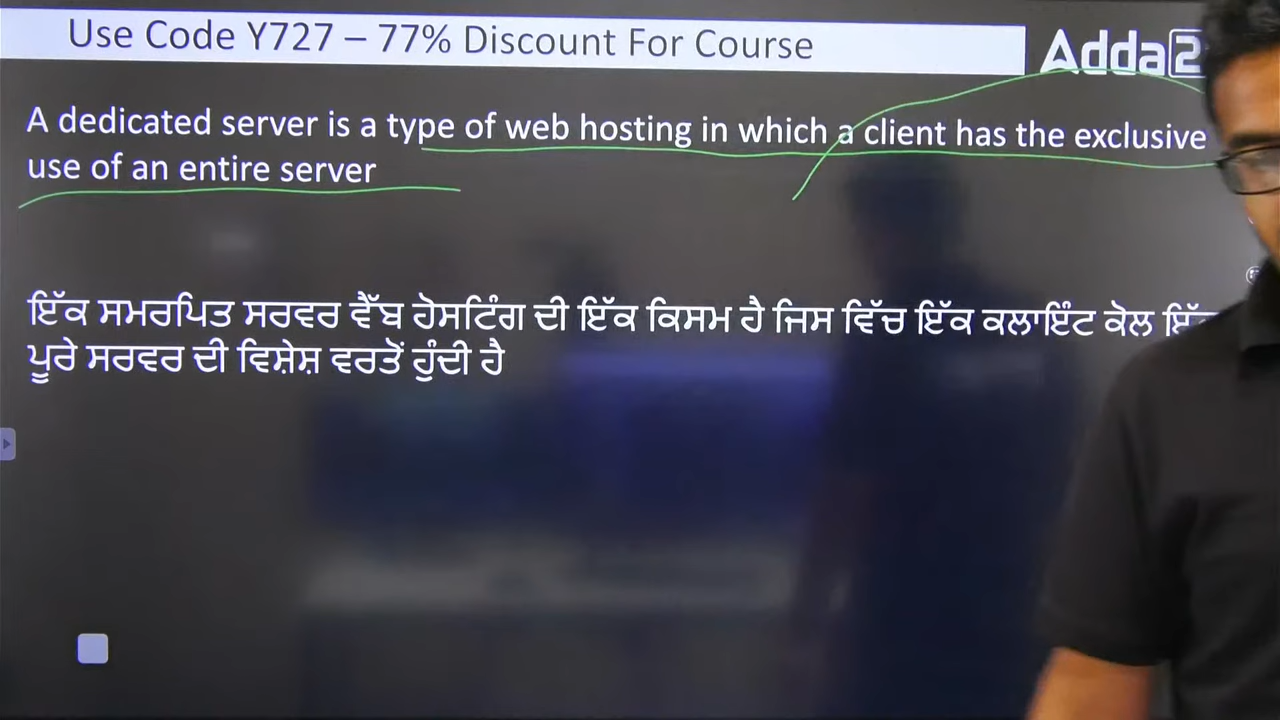 Use Code Y727 – 77% Discount For Course
Adda2
A dedicated server is a type of web hosting in which a client has the exclusive
use of an entire server
ਇੱਕ ਸਮਰਪਿਤ ਸਰਵਰ ਵੈੱਬ ਹੋਸਟਿੰਗ ਦੀ ਇੱਕ ਕਿਸਮ ਹੈ ਜਿਸ ਵਿੱਚ ਇੱਕ ਕਲਾਇੰਟ ਕੋਲ
ਪੂਰੇ ਸਰਵਰ ਦੀ ਵਿਸ਼ੇਸ਼ ਵਰਤੋਂ ਹੁੰਦੀ ਹੈ